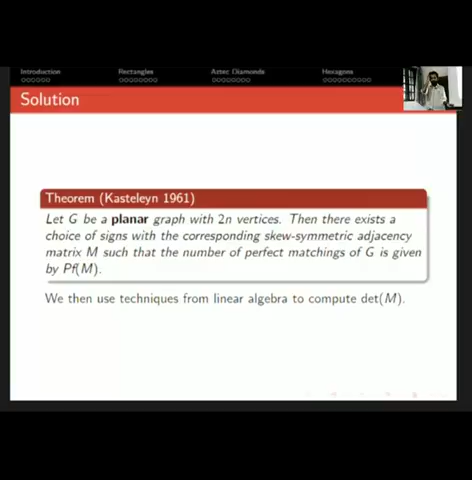 Introduction Rectangles Aztec Diamonds Hexagons
Solution
Theorem (Kasteleyn 1961)
Let G be a planar graph with 2n vertices. Then there exists a
choice of signs with the corresponding skew-symmetric adjacency
matrix M such that the number of perfect matchings of G is given
by Pf(M).
We then use techniques from linear algebra to compute det(M).